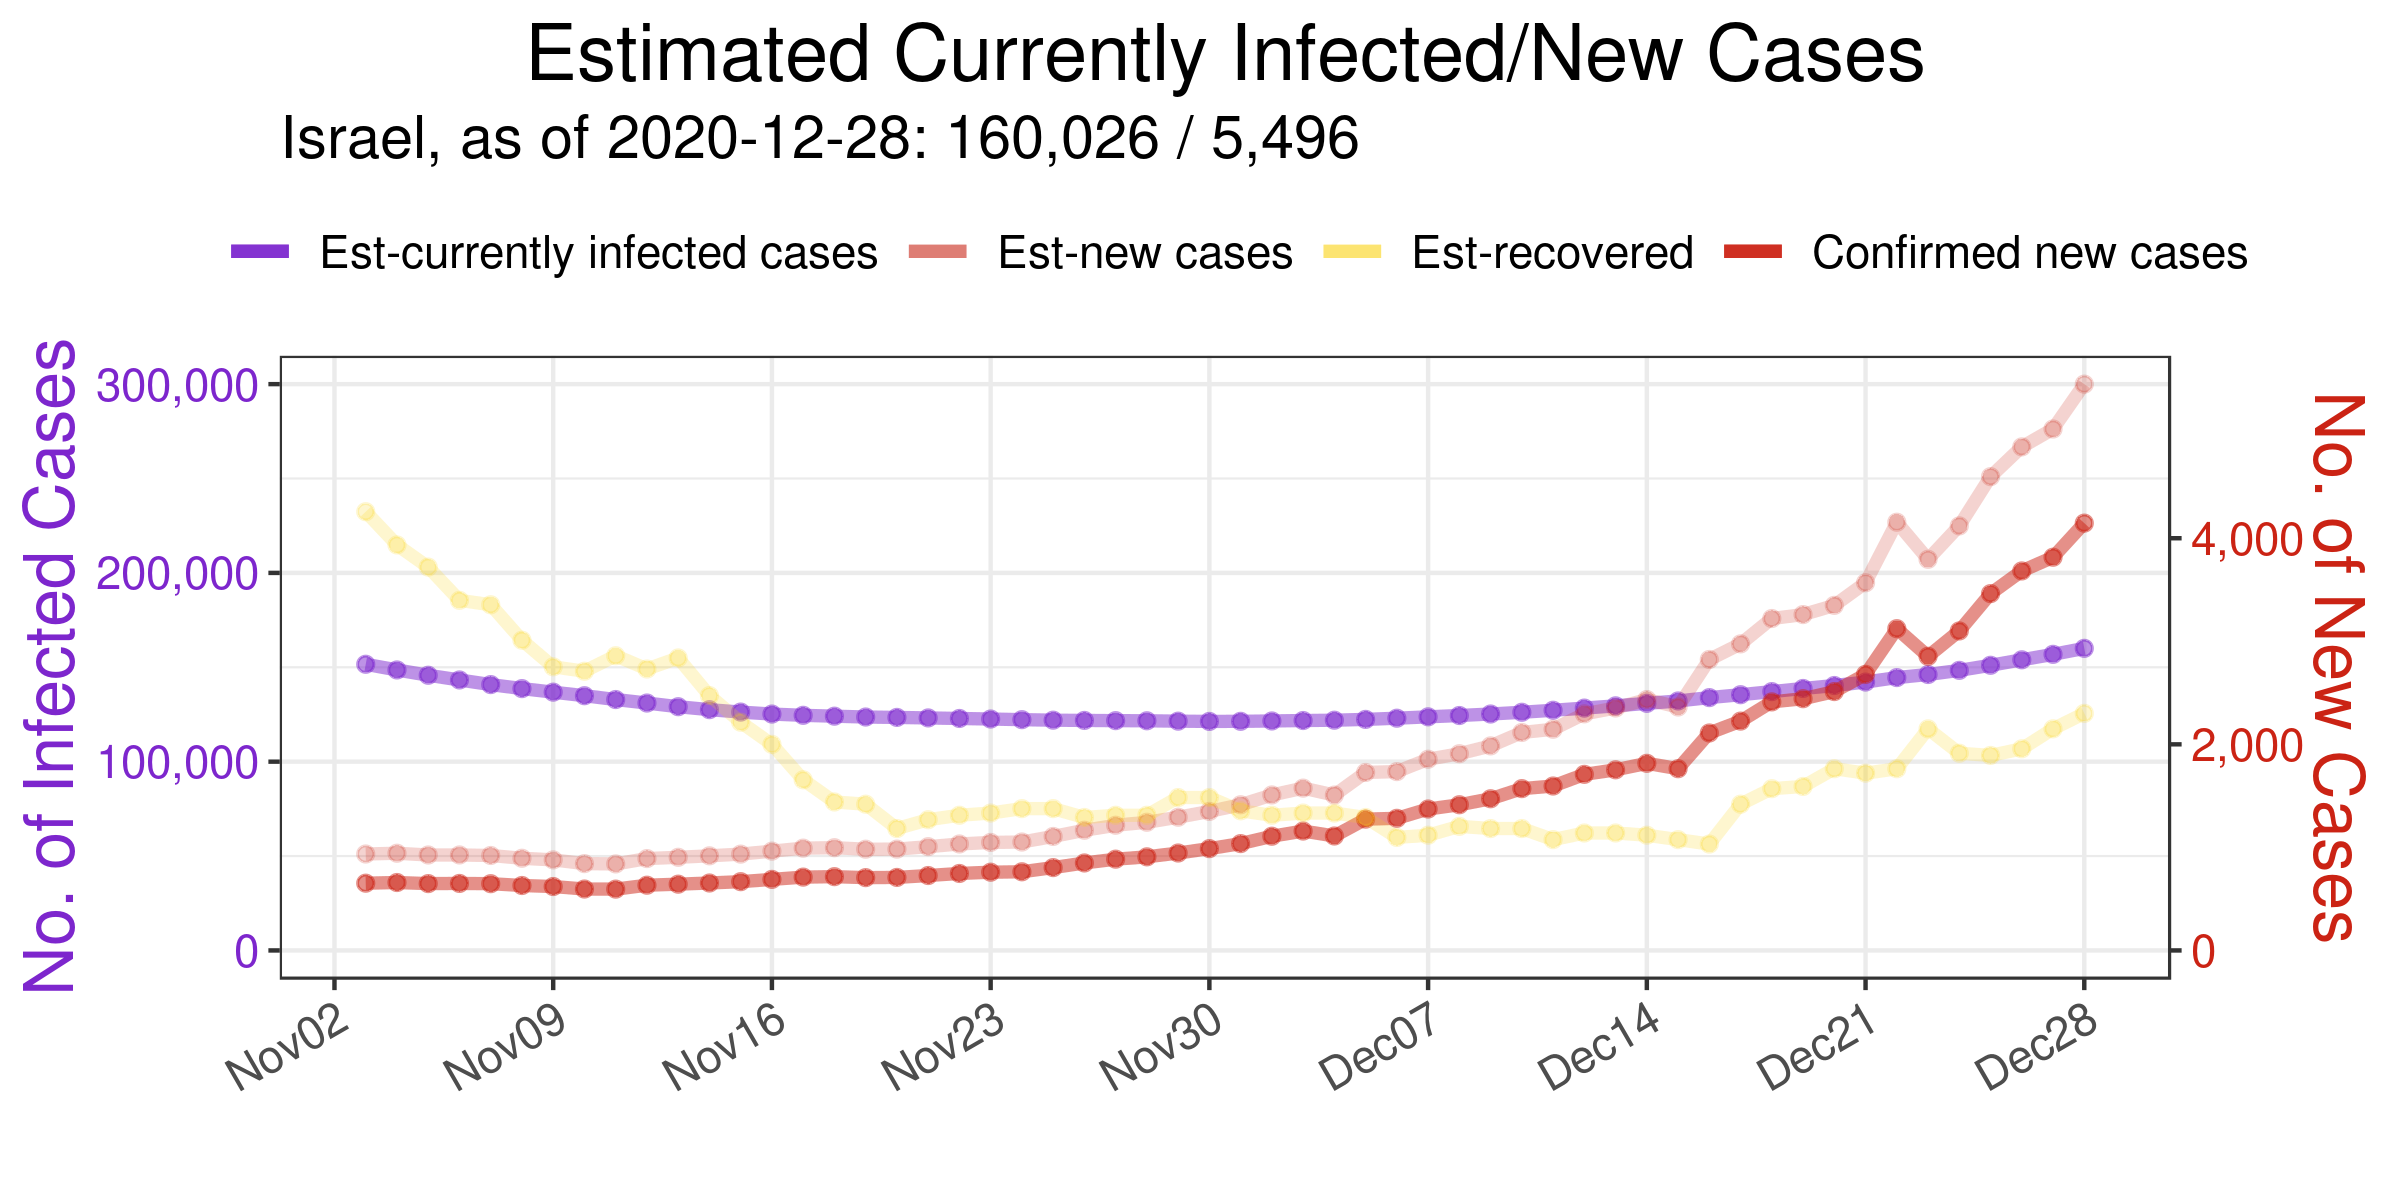 Estimated Currently Infected/New Cases
Israel, as of 2020-12-28: 160,026 / 5,496
Est-currently infected cases Est-new cases Est-recovered Confirmed new cases
No. of Infected Cases
300,000
200,000
100,000
0
4,000
2,000
0
No. of New Cases
Nov02 Nov09 Nov16 Nov23 Nov30 Dec07 Dec14 Dec21 Dec28